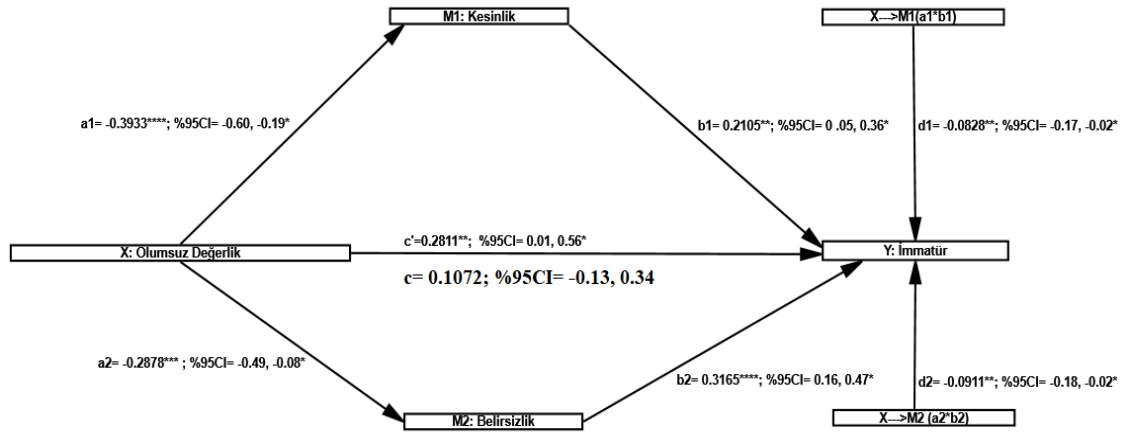 M1: Kesinlik
X--->M1(a1*b1)
a1= -0.3933****; %95CI= -0.60, -0.19*
b1= 0.2105**; %95CI= 0 .05, 0.36*
d1= -0.0828**; %95CI= -0.17, -0.02*
c'=0.2811**; %95CI= 0.01, 0.56*
X: Olumsuz Değerlik
Y: İmmatür
c= 0.1072; %95CI= -0.13, 0.34
a2= -0.2878*** ; %95CI= -0.49, -0.08*
b2= 0.3165****; %95CI= 0.16, 0.47*
d2= -0.0911**; %95CI= -0.18, -0.02*
M2: Belirsizlik
X--->M2 (a2*b2)